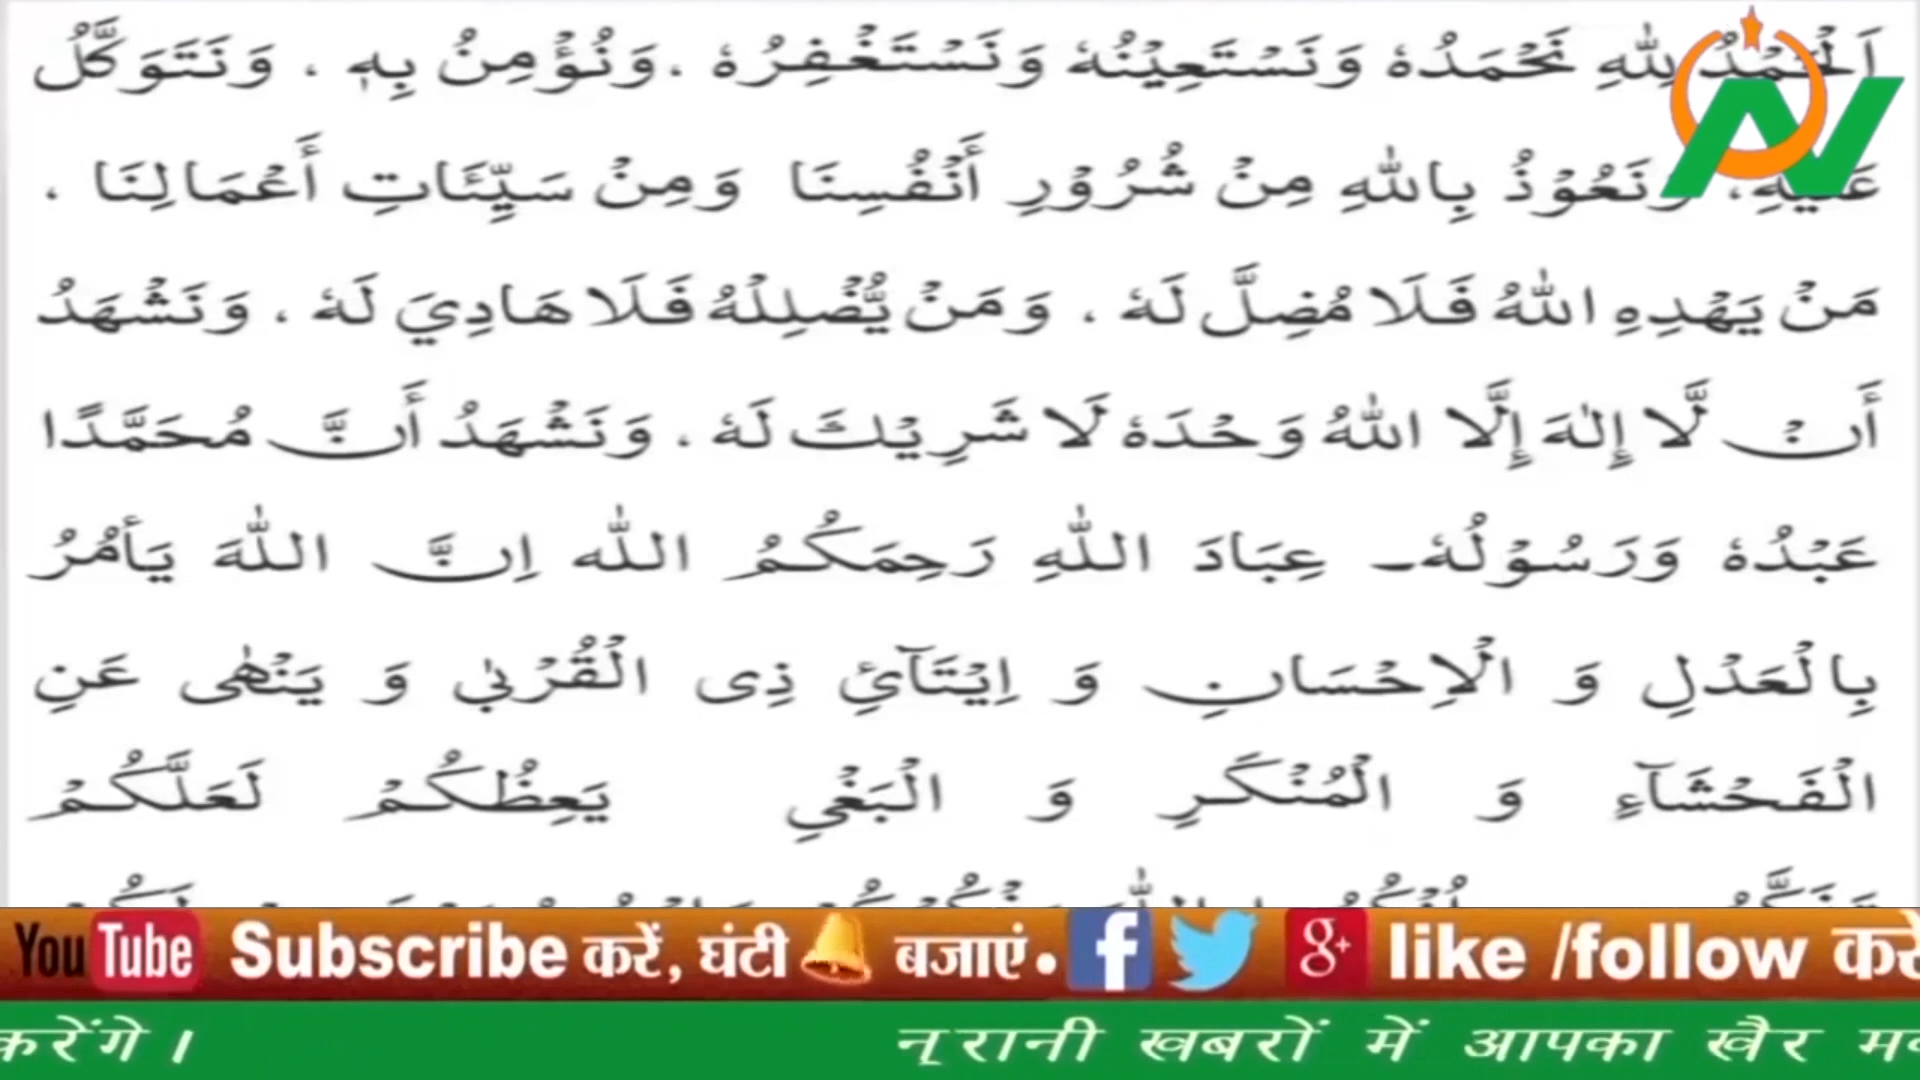 اَلْحَمْدُ لِلّٰهِ نَحْمَدُهٗ وَنَسْتَعِيْنُهٗ وَنَسْتَغْفِرُهٗ ، وَنُؤْمِنُ بِهٖ ، وَنَتَوَكَّلُ
عَلَيْهِ ، وَنَعُوْذُ بِاللّٰهِ مِنْ شُرُوْرِ أَنْفُسِنَا وَمِنْ سَيِّئَاتِ أَعْمَالِنَا ،
مَنْ يَهْدِهِ اللّٰهُ فَلَا مُضِلَّ لَهٗ ، وَمَنْ يُّضْلِلْهُ فَلَا هَادِيَ لَهٗ ، وَنَشْهَدُ
أَنْ لَّا إِلٰهَ إِلَّا اللّٰهُ وَحْدَهٗ لَا شَرِيْكَ لَهٗ ، وَنَشْهَدُ أَنَّ مُحَمَّدًا
عَبْدُهٗ وَرَسُوْلُهٗ۔ عِبَادَ اللّٰهِ رَحِمَكُمُ اللّٰه اِنَّ اللّٰهَ يَأمُرُ
بِالْعَدْلِ وَ الْاِحْسَانِ وَ اِيْتَآئِ ذِى الْقُرْبٰى وَ يَنْهٰى عَنِ
الْفَحْشَآءِ وَ الْمُنْكَرِ وَ الْبَغْيِ يَعِظُكُمْ لَعَلَّكُمْ
YouTube Subscribe करें, घंटी बजाएं • f g+ like /follow करें
करेंगे । नूरानी खबरों में आपका खैर